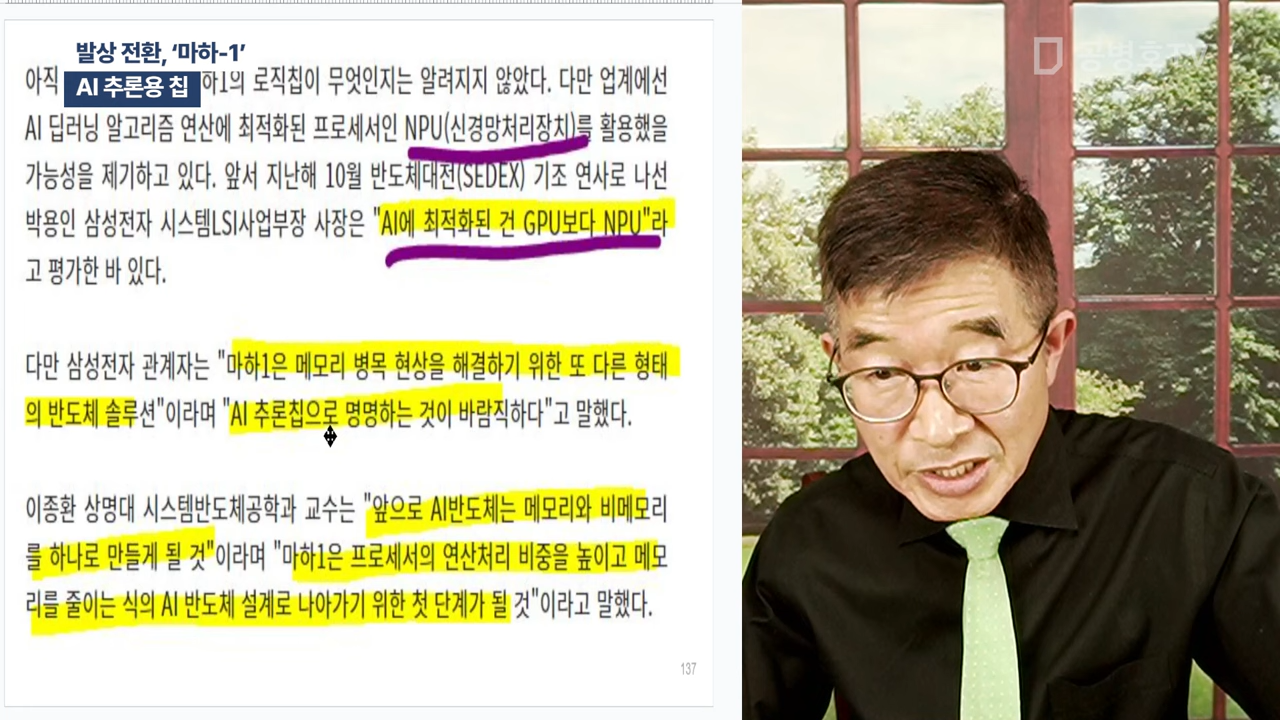 발상 전환, ‘마하-1’
AI 추론용 칩
아직 하1의 로직칩이 무엇인지는 알려지지 않았다. 다만 업계에선
AI 딥러닝 알고리즘 연산에 최적화된 프로세서인 NPU(신경망처리장치)를 활용했을
가능성을 제기하고 있다. 앞서 지난해 10월 반도체대전(SEDEX) 기조 연사로 나선
박용인 삼성전자 시스템LSI사업부장 사장은 "AI에 최적화된 건 GPU보다 NPU"라
고 평가한 바 있다.
다만 삼성전자 관계자는 "마하1은 메모리 병목 현상을 해결하기 위한 또 다른 형태
의 반도체 솔루션"이라며 "AI 추론칩으로 명명하는 것이 바람직하다"고 말했다.
이종환 상명대 시스템반도체공학과 교수는 "앞으로 AI반도체는 메모리와 비메모리
를 하나로 만들게 될 것"이라며 "마하1은 프로세서의 연산처리 비중을 높이고 메모
리를 줄이는 식의 AI 반도체 설계로 나아가기 위한 첫 단계가 될 것"이라고 말했다.
137